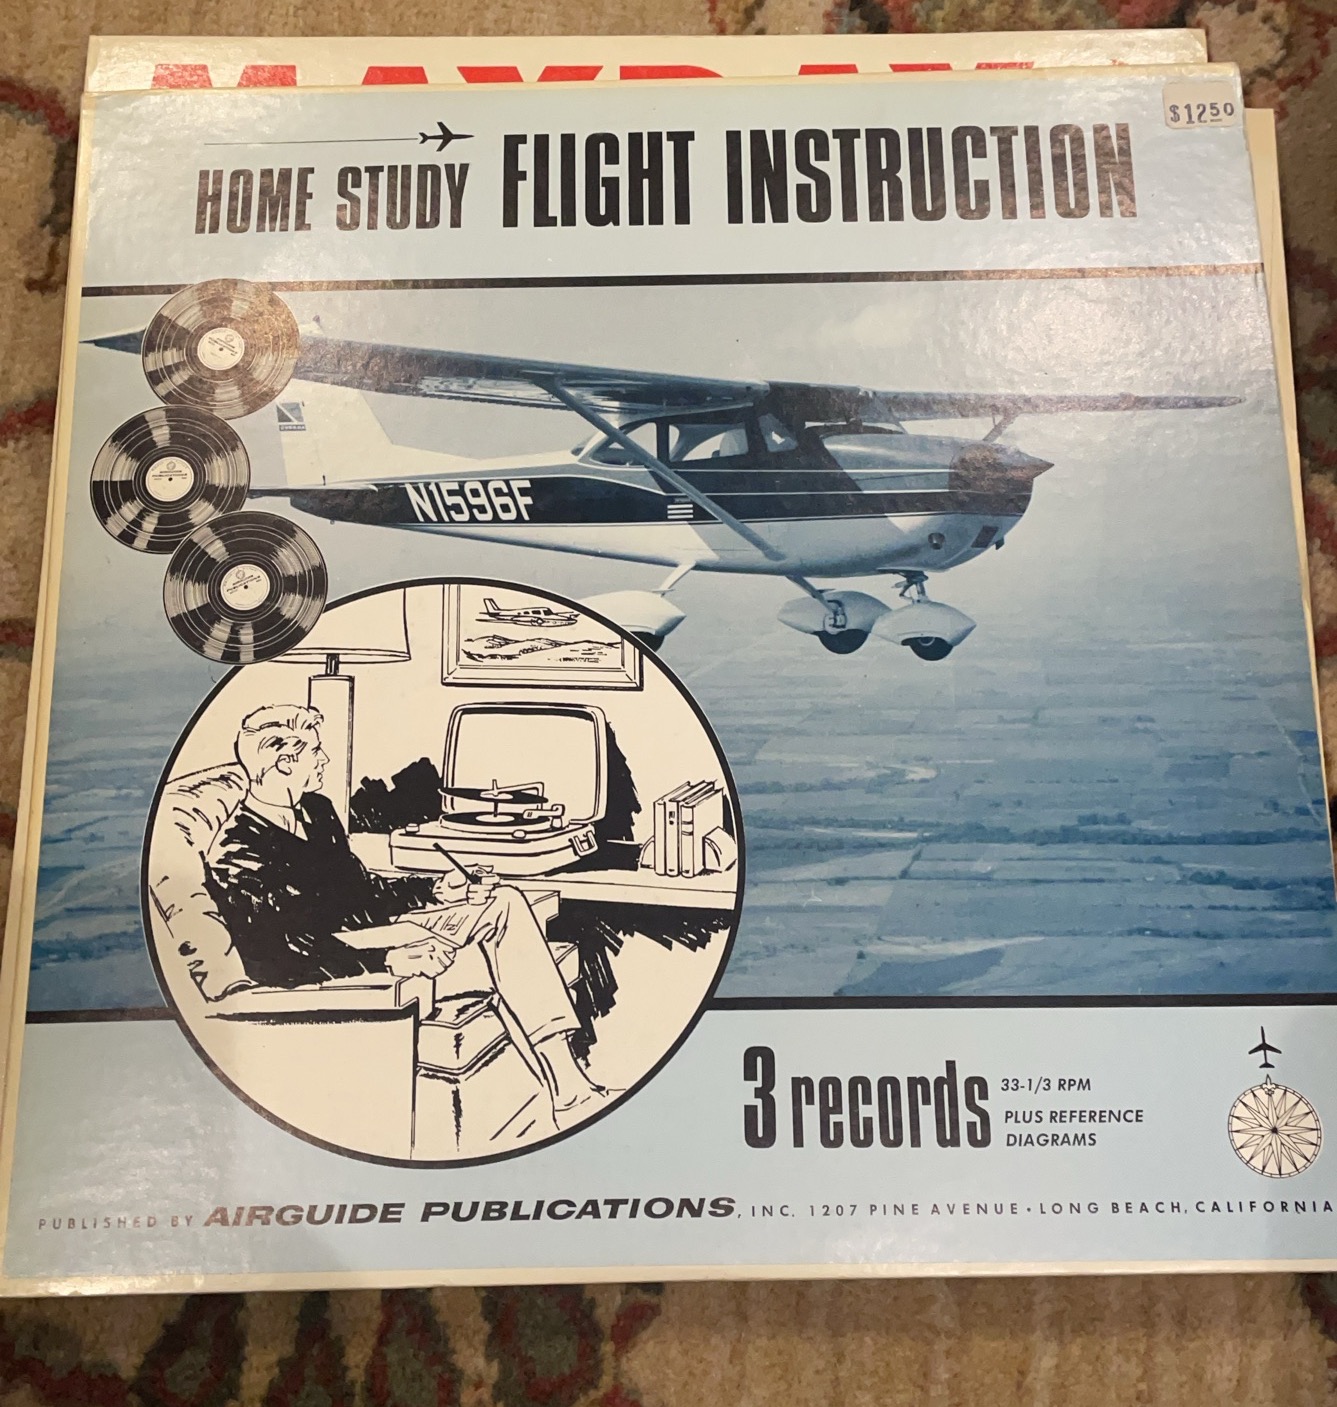 MAYDAY
$12.50
HOME STUDY FLIGHT INSTRUCTION
N1596F
3 records
33-1/3 RPM
PLUS REFERENCE
DIAGRAMS
PUBLISHED BY AIRGUIDE PUBLICATIONS, INC. 1207 PINE AVENUE • LONG BEACH, CALIFORNIA